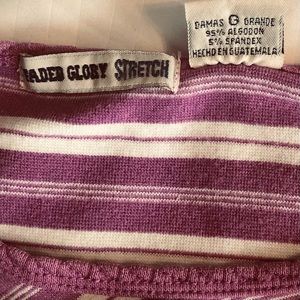 FADED GLORY STRETCH
DAMAS G GRANDE
95% ALGODON
5% SPANDEX
HECHO EN GUATEMALA